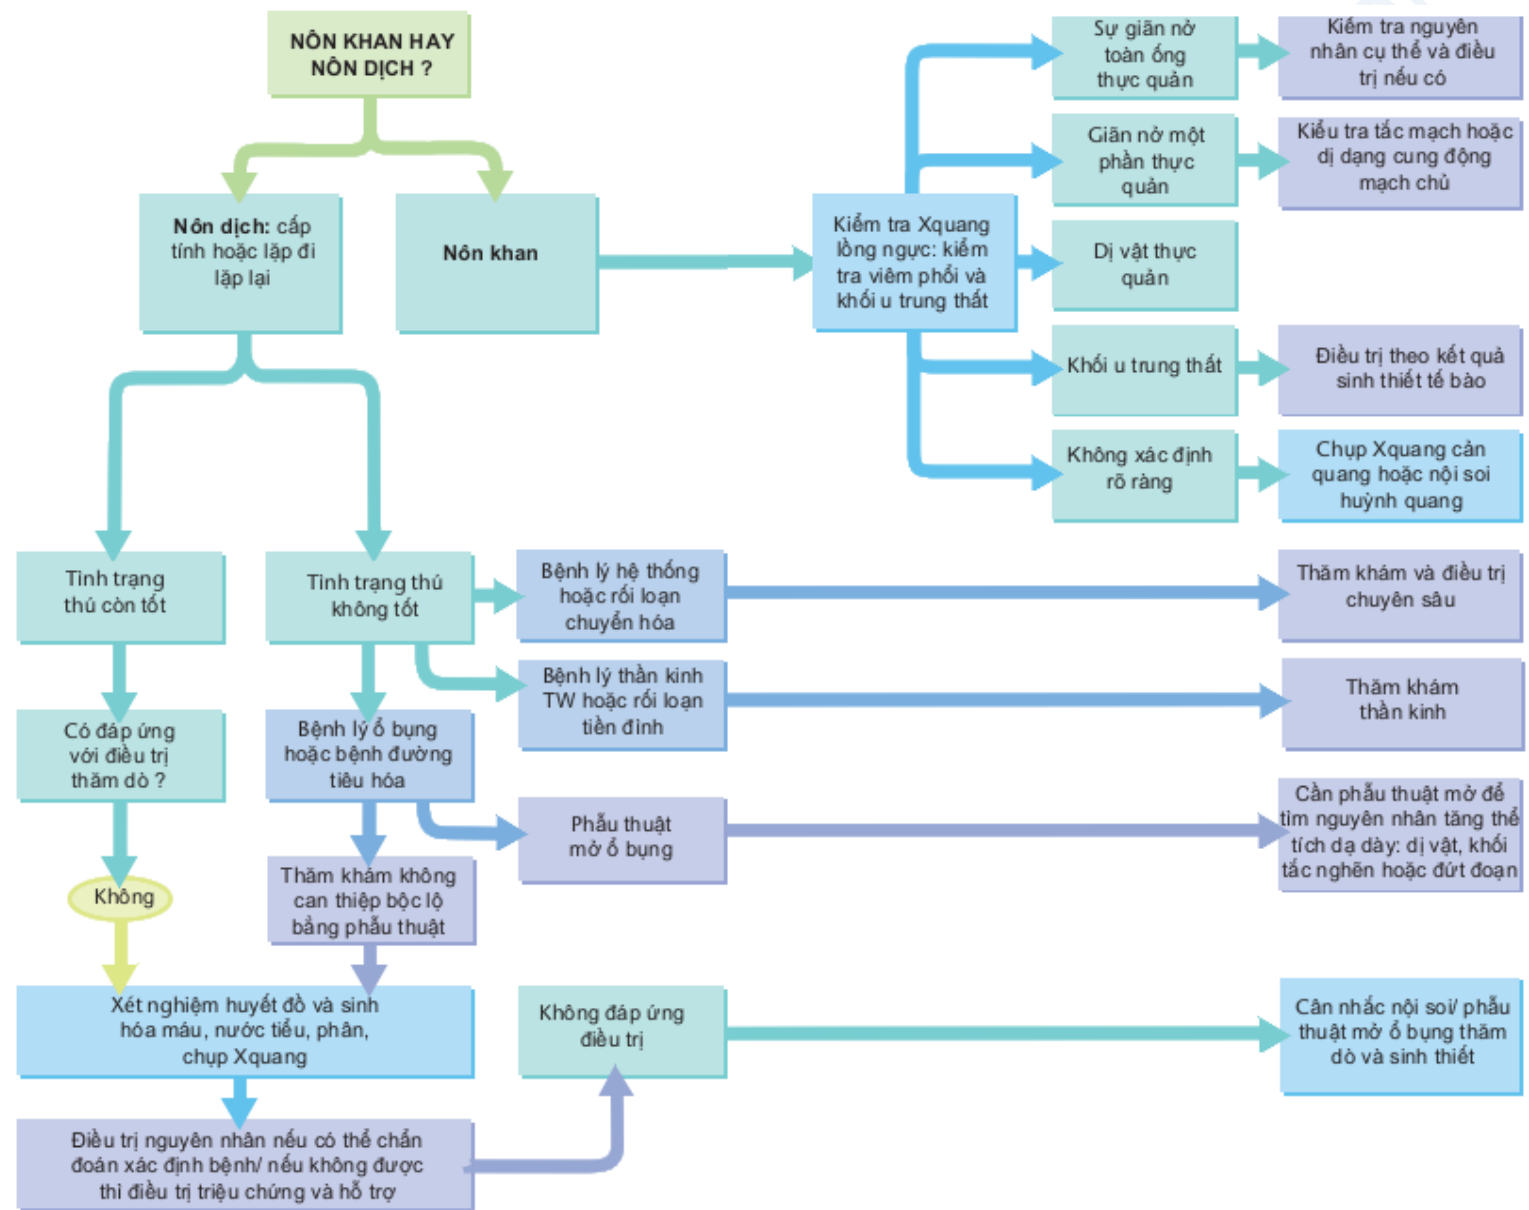 NÔN KHAN HAY
NÔN DỊCH ?
Nôn dịch: cấp
tính hoặc lặp đi
lặp lại
Nôn khan
Kiểm tra Xquang
lồng ngực: kiểm
tra viêm phổi và
khối u trung thất
Sự giãn nở
toàn ống
thực quản
Kiểm tra nguyên
nhân cụ thể và điều
trị nếu có
Giãn nở một
phần thực
quản
Kiểu tra tắc mạch hoặc
dị dạng cung động
mạch chủ
Dị vật thực
quản
Khối u trung thất
Điều trị theo kết quả
sinh thiết tế bào
Không xác định
rõ ràng
Chụp Xquang cản
quang hoặc nội soi
huỳnh quang
Tình trạng
thú còn tốt
Tình trạng thú
không tốt
Bệnh lý hệ thống
hoặc rối loạn
chuyển hóa
Thăm khám và điều trị
chuyên sâu
Bệnh lý thần kinh
TW hoặc rối loạn
tiền đình
Thăm khám
thần kinh
Có đáp ứng
với điều trị
thăm dò ?
Bệnh lý ổ bụng
hoặc bệnh đường
tiêu hóa
Phẫu thuật
mở ổ bụng
Cần phẫu thuật mở để
tìm nguyên nhân tăng thể
tích dạ dày: dị vật, khối
tắc nghẽn hoặc đứt đoạn
Không
Thăm khám không
can thiệp bộc lộ
bằng phẫu thuật
Xét nghiệm huyết đồ và sinh
hóa máu, nước tiểu, phân,
chụp Xquang
Không đáp ứng
điều trị
Cân nhắc nội soi/ phẫu
thuật mở ổ bụng thăm
dò và sinh thiết
Điều trị nguyên nhân nếu có thể chẩn
đoán xác định bệnh/ nếu không được
thì điều trị triệu chứng và hỗ trợ